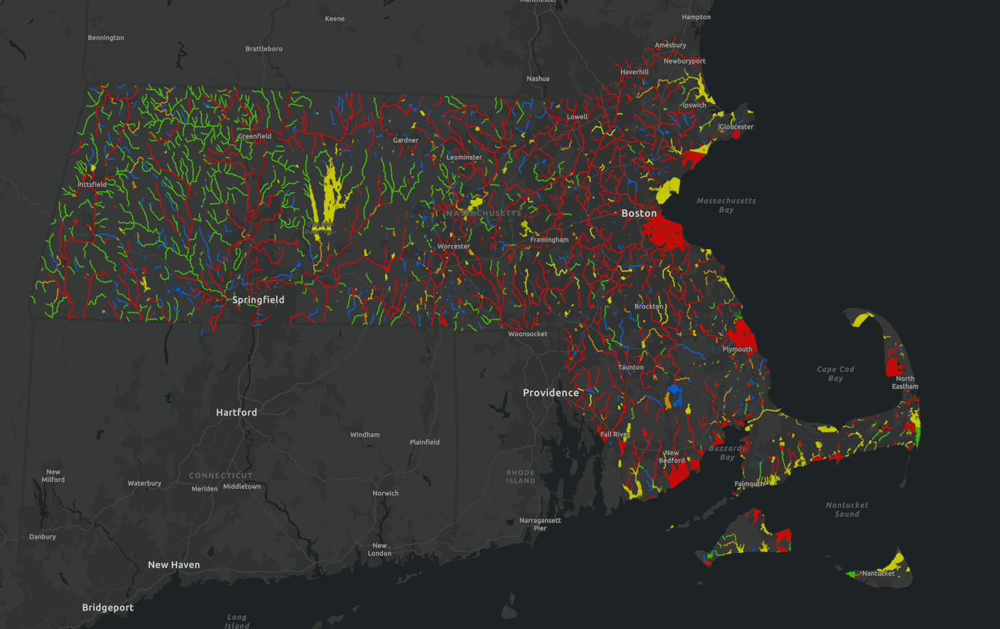 Manchester
Keene
Hampton
Bennington
Brattleboro
Amesbury
Newburyport
Haverhill
Nashua
Ipswich
Lowell
Gloucester
Greenfield
Gardner
Leominster
Pittsfield
Massachusetts
Bay
MASSACHUSETTS
Boston
Quabbin
Reservoir
Worcester
Framingham
Springfield
Brockton
Woonsocket
Plymouth
Taunton
Cape Cod
Bay
North
Eastham
Providence
Hartford
Windham
Plainfield
Fall River
New
Bedford
Buzzards
Bay
New
Milford
CONNECTICUT
RHODE
ISLAND
Waterbury
Meriden
Middletown
Norwich
Falmouth
Nantucket
Sound
Narragansett
Pier
Danbury
New
London
New Haven
Nantucket
Bridgeport
Long
Island